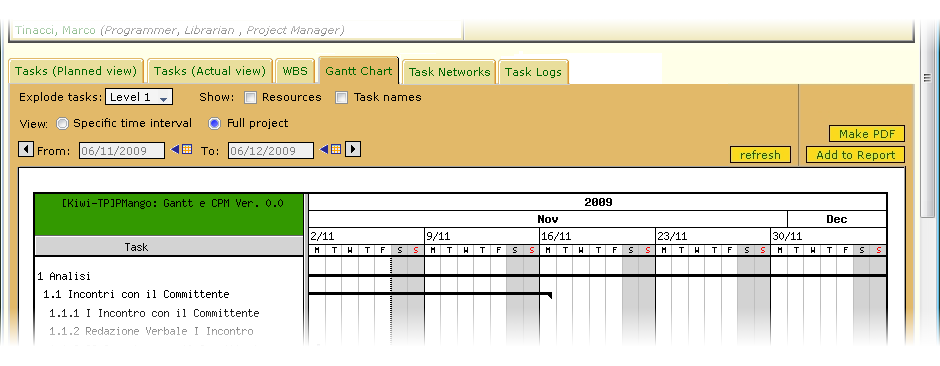 Tinacci, Marco (Programmer, Librarian , Project Manager)
Tasks (Planned view) Tasks (Actual view) WBS Gantt Chart Task Networks Task Logs
Explode tasks: Level 1 Show: Resources Task names
View: Specific time interval Full project
Make PDF
From: 06/11/2009 To: 06/12/2009 refresh Add to Report
[Kiwi-TP]PMango: Gantt e CPM Ver. 0.0 2009
Nov Dec
2/11 9/11 16/11 23/11 30/11
Task M T W T F S S M T W T F S S M T W T F S S M T W T F S S M T W T F S S
1 Analisi
1.1 Incontri con il Committente
1.1.1 I Incontro con il Committente
1.1.2 Redazione Verbale I Incontro